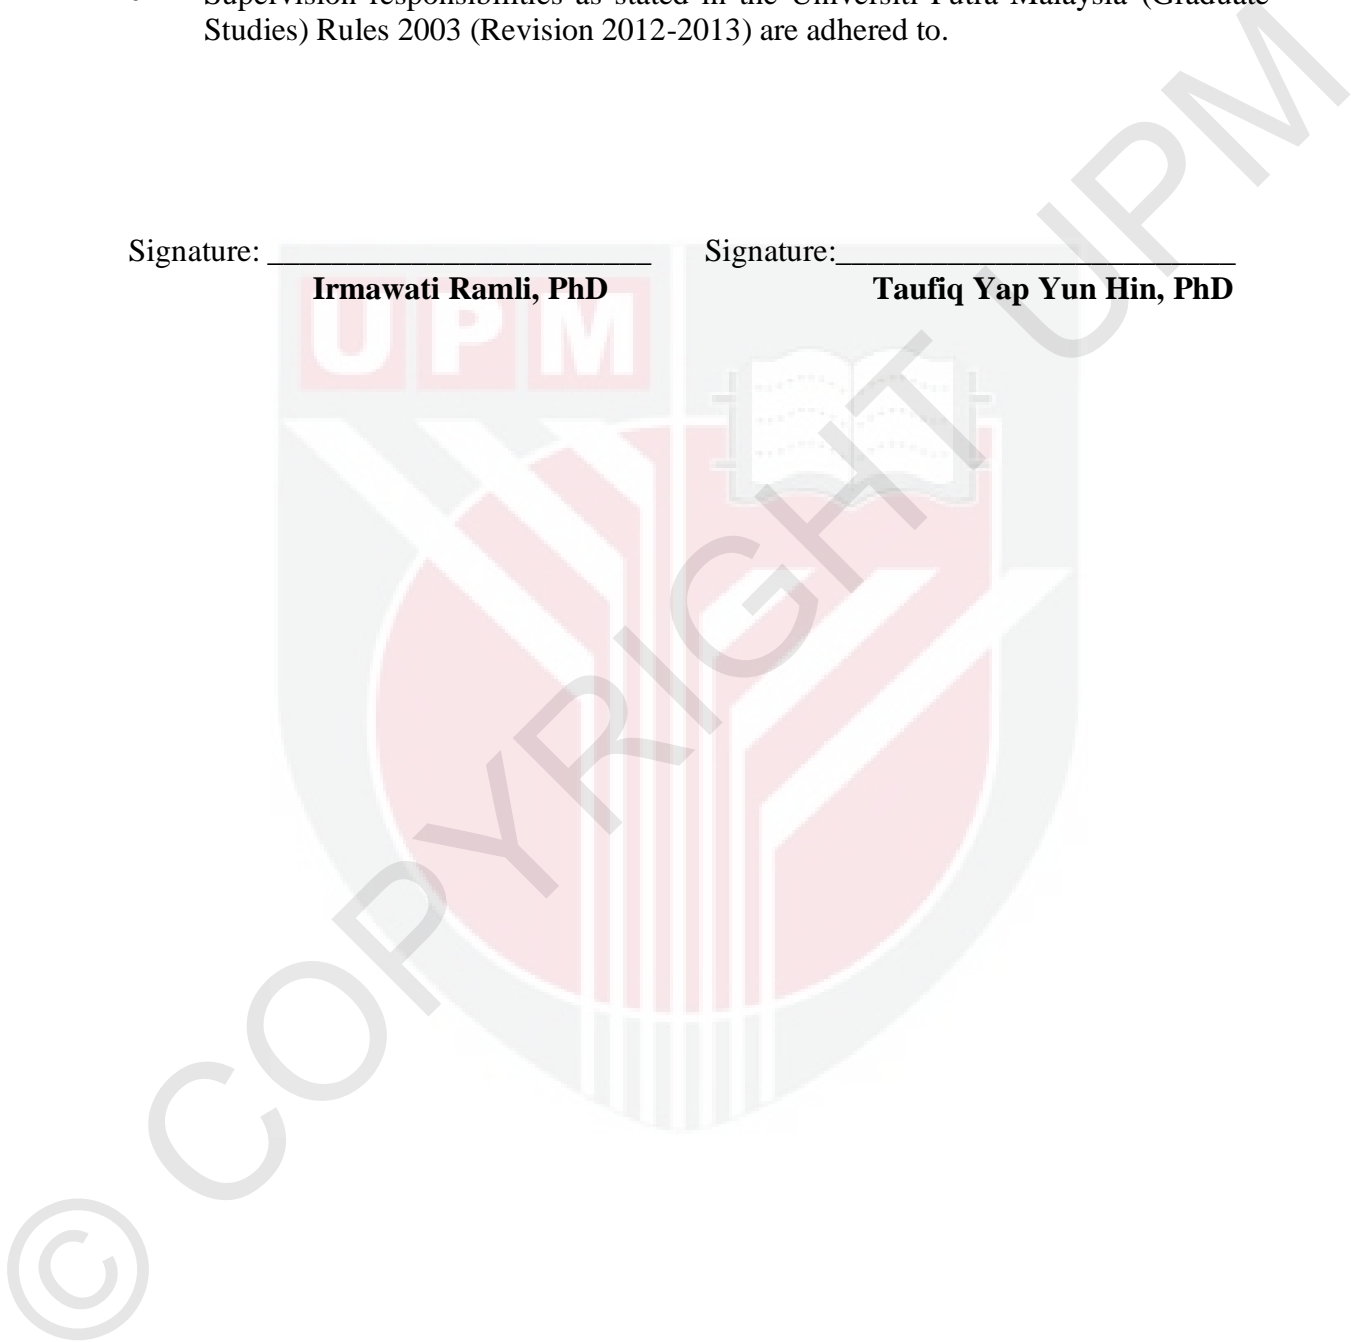 Supervision responsibilities as stated in the Universiti Putra Malaysia (Graduate
Studies) Rules 2003 (Revision 2012-2013) are adhered to.
Signature: ________________________ Signature:_________________________
Irmawati Ramli, PhD Taufiq Yap Yun Hin, PhD
UPM
© COPYRIGHT UPM